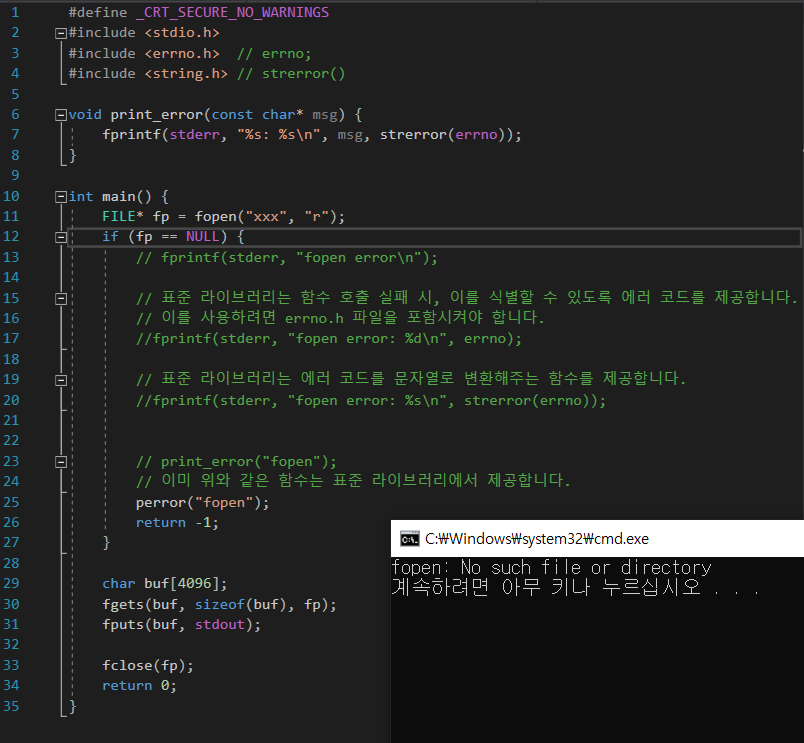 1 #define _CRT_SECURE_NO_WARNINGS
2 #include <stdio.h>
3 #include <errno.h>  // errno;
4 #include <string.h> // strerror()
5
6 void print_error(const char* msg) {
7     fprintf(stderr, "%s: %s\n", msg, strerror(errno));
8 }
9
10 int main() {
11     FILE* fp = fopen("xxx", "r");
12     if (fp == NULL) {
13         // fprintf(stderr, "fopen error\n");
14
15         // 표준 라이브러리는 함수 호출 실패 시, 이를 식별할 수 있도록 에러 코드를 제공합니다.
16         // 이를 사용하려면 errno.h 파일을 포함시켜야 합니다.
17         //fprintf(stderr, "fopen error: %d\n", errno);
18
19         // 표준 라이브러리는 에러 코드를 문자열로 변환해주는 함수를 제공합니다.
20         //fprintf(stderr, "fopen error: %s\n", strerror(errno));
21
22
23         // print_error("fopen");
24         // 이미 위와 같은 함수는 표준 라이브러리에서 제공합니다.
25         perror("fopen");
26         return -1;
27     }
28
29     char buf[4096];
30     fgets(buf, sizeof(buf), fp);
31     fputs(buf, stdout);
32
33     fclose(fp);
34     return 0;
35 }
C:₩Windows₩system32₩cmd.exe
fopen: No such file or directory
계속하려면 아무 키나 누르십시오 . . .